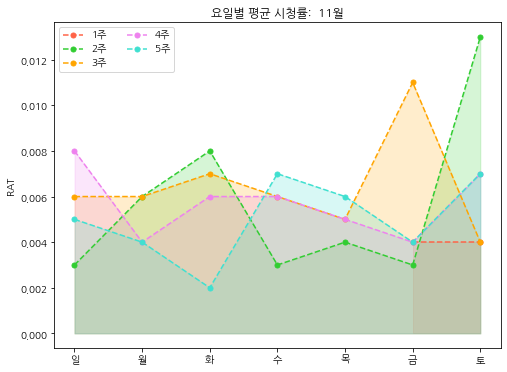 요일별 평균 시청률: 11월
1주
2주
3주
4주
5주
RAT
0.012
0.010
0.008
0.006
0.004
0.002
0.000
일 월 화 수 목 금 토